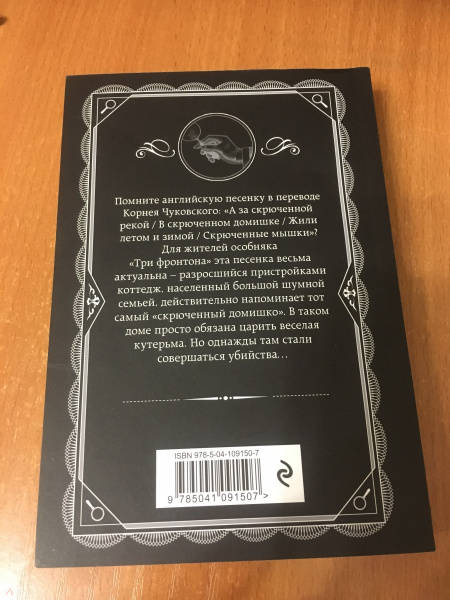 Помните английскую песенку в переводе
Корнея Чуковского: «А за скрюченной
рекой / В скрюченном домишке / Жили
летом и зимой / Скрюченные мышки»?
Для жителей особняка
«Три фронтона» эта песенка весьма
актуальна – разросшийся пристройками
коттедж, населенный большой шумной
семьей, действительно напоминает тот
самый «скрюченный домишко». В таком
доме просто обязана царить веселая
кутерьма. Но однажды там стали
совершаться убийства...
ISBN 978-5-04-109150-7
9 785041 091507 >